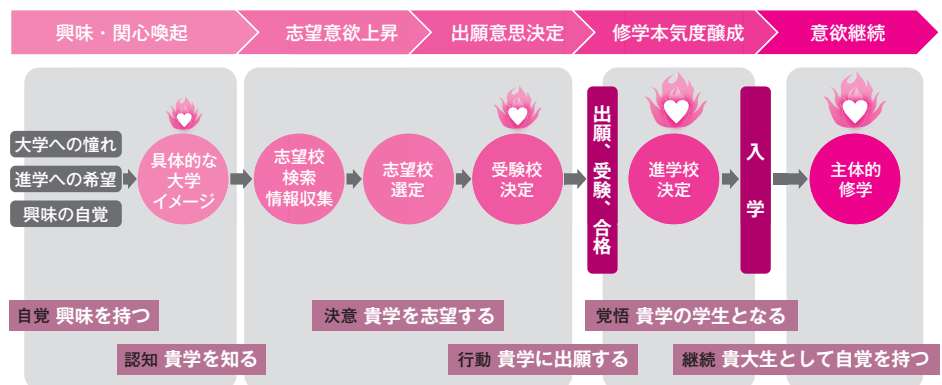 興味・関心喚起
志望意欲上昇
出願意思決定
修学本気度醸成
意欲継続
大学への憧れ
進学への希望
興味の自覚
具体的な
大学
イメージ
志望校
検索
情報収集
志望校
選定
受験校
決定
出願、受験、合格
進学校
決定
入学
主体的
修学
自覚 興味を持つ
認知 貴学を知る
決意 貴学を志望する
行動 貴学に出願する
覚悟 貴学の学生となる
継続 貴大生として自覚を持つ